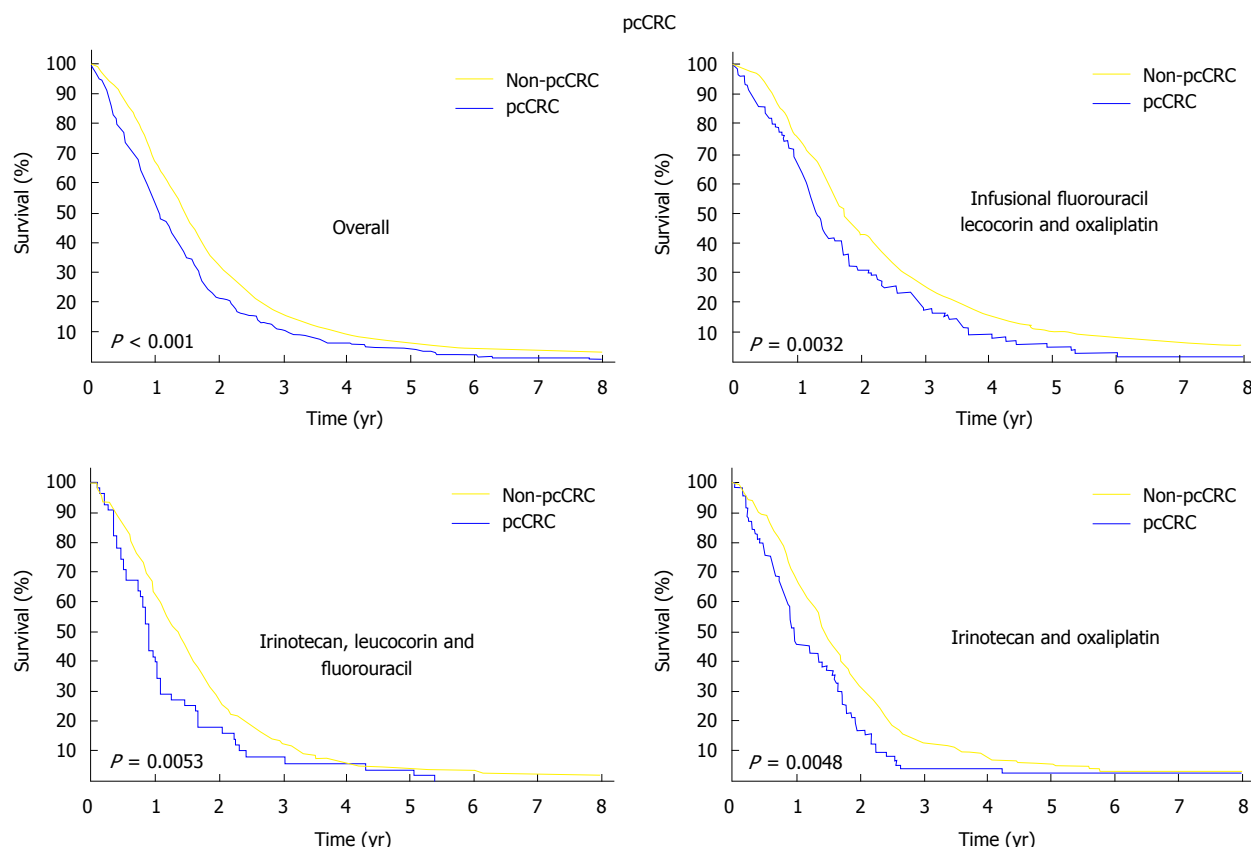 pcCRC
100
90
80
70
60
50
40
30
20
10
Survival (%)
Non-pcCRC
pcCRC
Overall
P < 0.001
0 1 2 3 4 5 6 7 8
Time (yr)
100
90
80
70
60
50
40
30
20
10
Survival (%)
Non-pcCRC
pcCRC
Infusional fluorouracil
lecocorin and oxaliplatin
P = 0.0032
0 1 2 3 4 5 6 7 8
Time (yr)
100
90
80
70
60
50
40
30
20
10
Survival (%)
Non-pcCRC
pcCRC
Irinotecan, leucocorin and
fluorouracil
P = 0.0053
0 1 2 3 4 5 6 7 8
Time (yr)
100
90
80
70
60
50
40
30
20
10
Survival (%)
Non-pcCRC
pcCRC
Irinotecan and oxaliplatin
P = 0.0048
0 1 2 3 4 5 6 7 8
Time (yr)